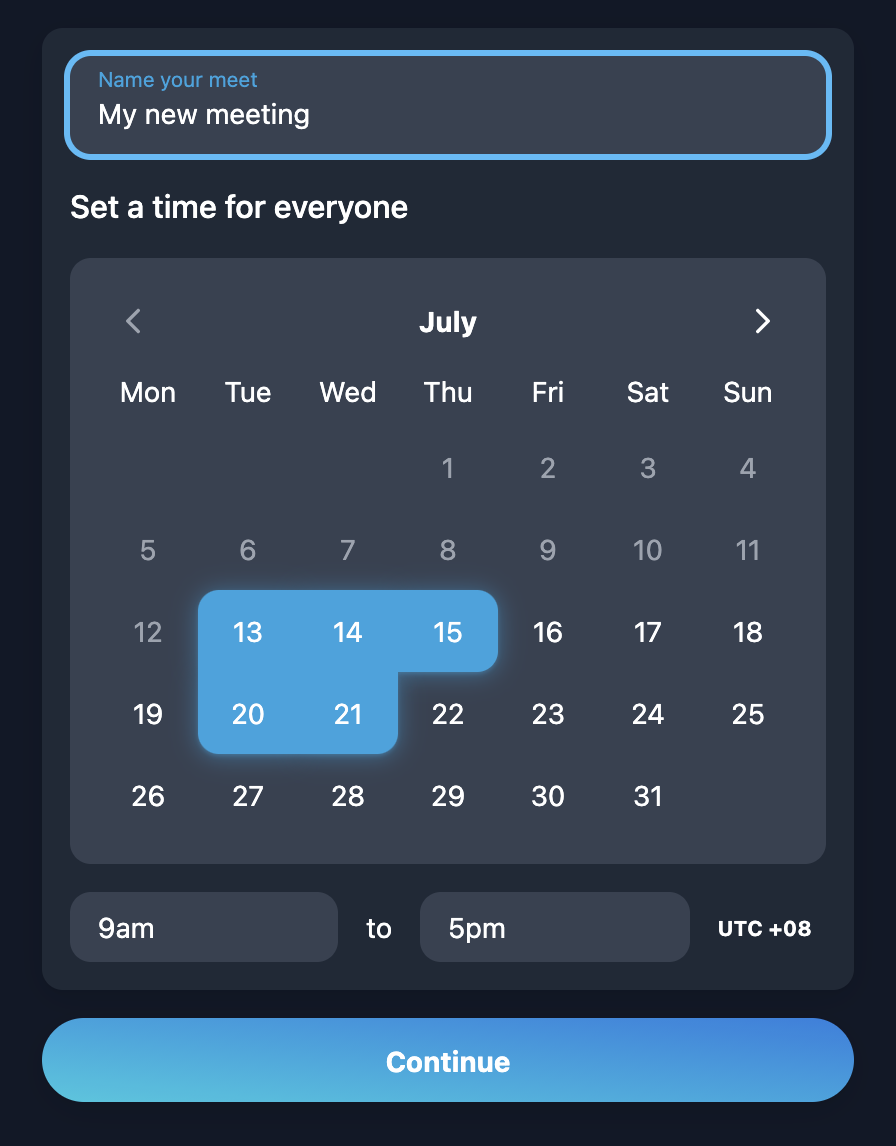 Name your meet
My new meeting
Set a time for everyone
July
Mon Tue Wed Thu Fri Sat Sun
1 2 3 4
5 6 7 8 9 10 11
12 13 14 15 16 17 18
19 20 21 22 23 24 25
26 27 28 29 30 31
9am to 5pm UTC +08
Continue